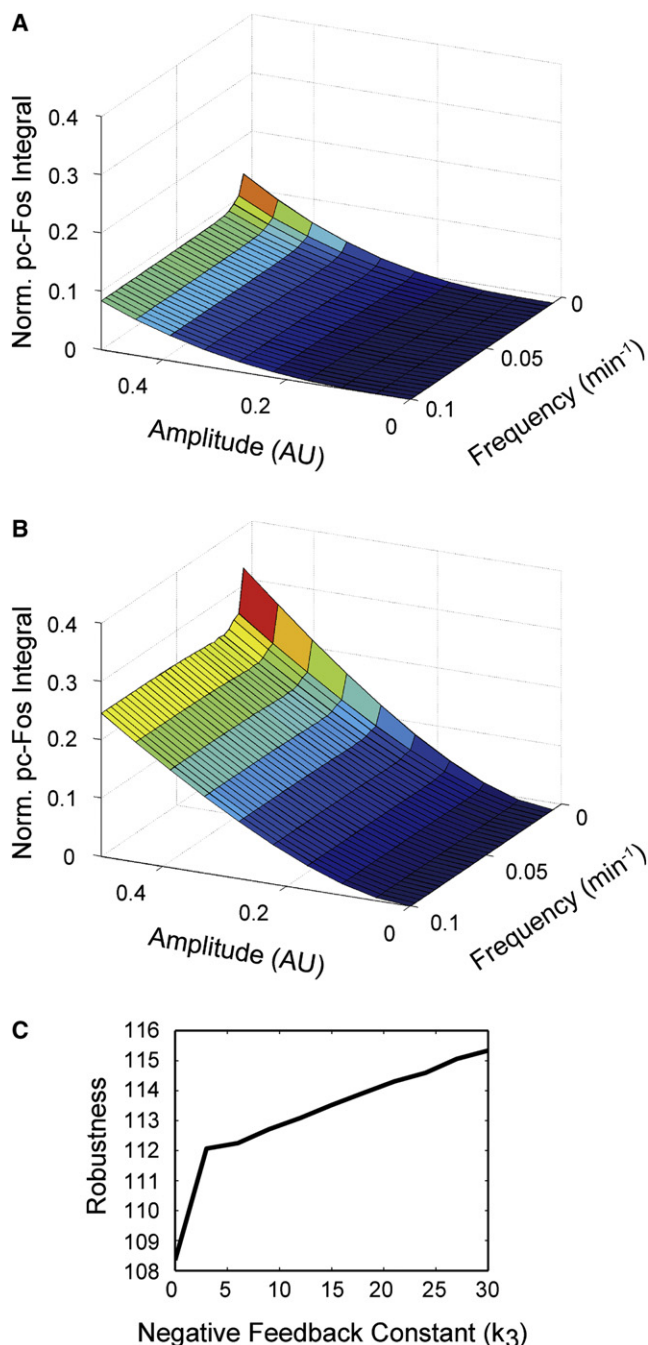 A
Norm. pc-Fos Integral
0.4
0.3
0.2
0.1
0
0.4
0.2
0
Amplitude (AU)
0
0.05
0.1
Frequency (min⁻¹)
B
Norm. pc-Fos Integral
0.4
0.3
0.2
0.1
0
0.4
0.2
0
Amplitude (AU)
0
0.05
0.1
Frequency (min⁻¹)
C
Robustness
116
115
114
113
112
111
110
109
108
0 5 10 15 20 25 30
Negative Feedback Constant (k₃)